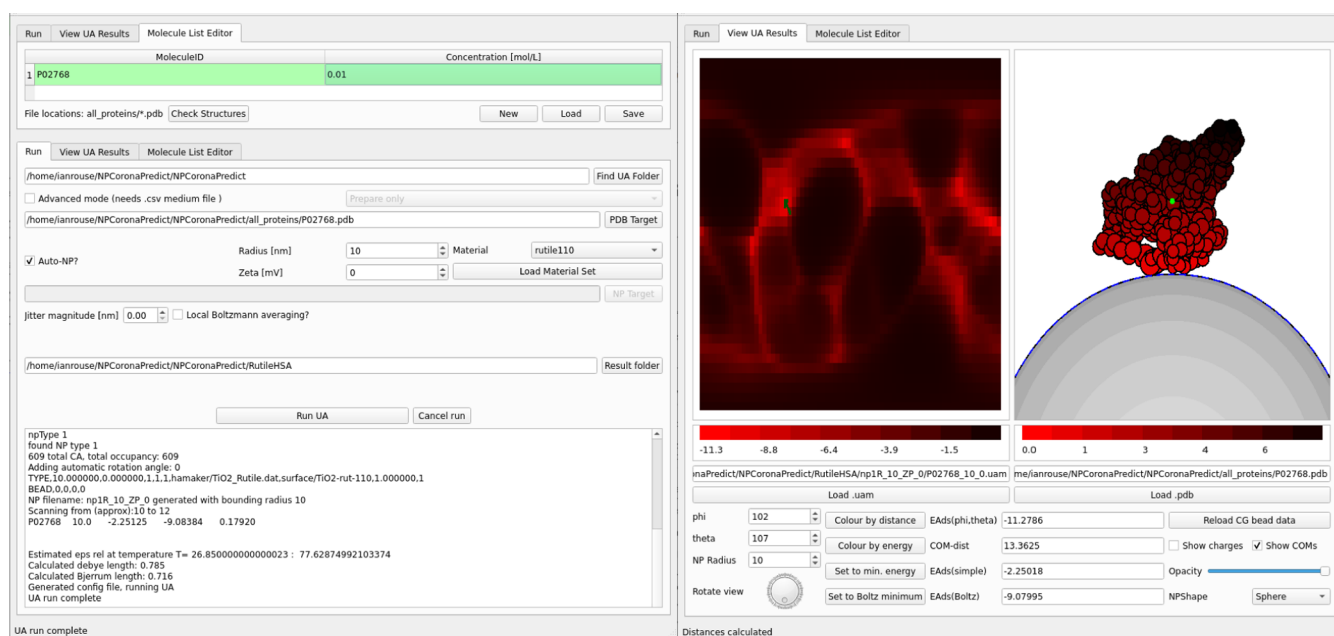 Run View UA Results Molecule List Editor
MoleculeID Concentration [mol/L]
1 P02768 0.01
File locations: all_proteins/*.pdb Check Structures New Load Save
Run View UA Results Molecule List Editor
/home/ianrouse/NPCoronaPredict/NPCoronaPredict Find UA Folder
Advanced mode (needs .csv medium file ) Prepare only
/home/ianrouse/NPCoronaPredict/NPCoronaPredict/all_proteins/P02768.pdb PDB Target
Auto-NP? Radius [nm] 10 Material rutile110
Zeta [mV] 0 Load Material Set
NP Target
Jitter magnitude [nm] 0.00 Local Boltzmann averaging?
/home/ianrouse/NPCoronaPredict/NPCoronaPredict/RutileHSA Result folder
Run UA Cancel run
npType 1
found NP type 1
609 total CA, total occupancy: 609
Adding automatic rotation angle: 0
TYPE,10.000000,0.000000,1,1,1,hamaker/TiO2_Rutile.dat,surface/TiO2-rut-110,1.000000,1
BEAD,0,0,0,0
NP filename: np1R_10_ZP_0 generated with bounding radius 10
Scanning from (approx):10 to 12
P02768 10.0 -2.25125 -9.08384 0.17920
Estimated eps rel at temperature T= 26.850000000000023 : 77.62874992103374
Calculated debye length: 0.785
Calculated Bjerrum length: 0.716
Generated config file, running UA
UA run complete
UA run complete
Run View UA Results Molecule List Editor
-11.3 -8.8 -6.4 -3.9 -1.5
0.0 1 3 4 6
ınaPredict/NPCoronaPredict/RutileHSA/np1R_10_ZP_0/P02768_10_0.uam me/ianrouse/NPCoronaPredict/NPCoronaPredict/all_proteins/P02768.pdb
Load .uam Load .pdb
phi 102 Colour by distance EAds(phi,theta) -11.2786 Reload CG bead data
theta 107 Colour by energy COM-dist 13.3625 Show charges Show COMs
NP Radius 10 Set to min. energy EAds(simple) -2.25018 Opacity
Rotate view Set to Boltz minimum EAds(Boltz) -9.07995 NPShape Sphere
Distances calculated